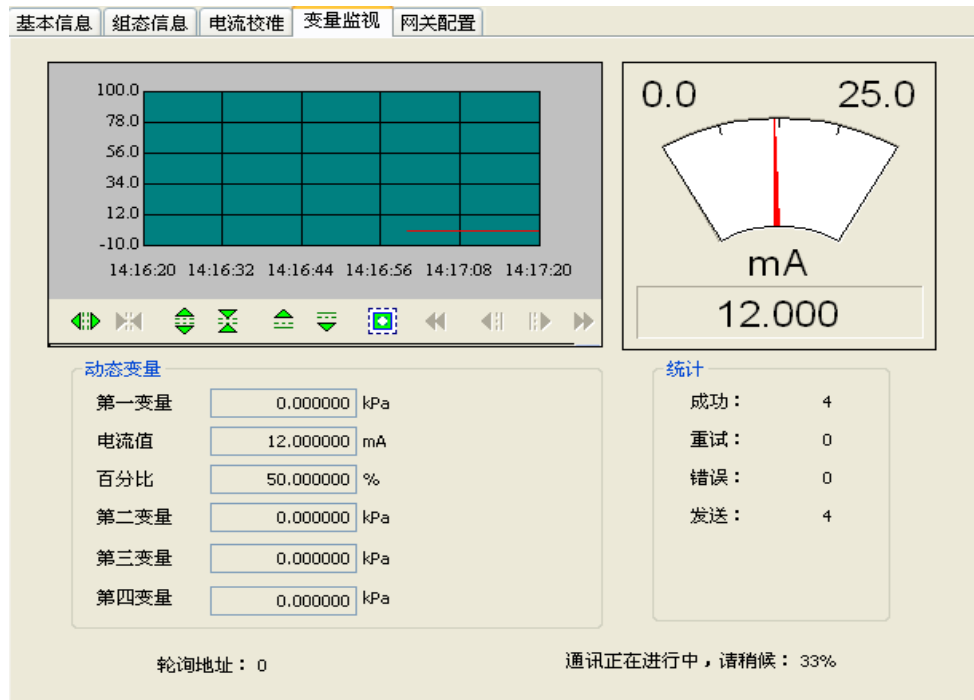 基本信息 组态信息 电流校准 变量监视 网关配置
100.0
78.0
56.0
34.0
12.0
-10.0
14:16:20 14:16:32 14:16:44 14:16:56 14:17:08 14:17:20
0.0 25.0
mA
12.000
动态变量
第一变量 0.000000 kPa
电流值 12.000000 mA
百分比 50.000000 %
第二变量 0.000000 kPa
第三变量 0.000000 kPa
第四变量 0.000000 kPa
统计
成功： 4
重试： 0
错误： 0
发送： 4
轮询地址：0
通讯正在进行中，请稍候：33%